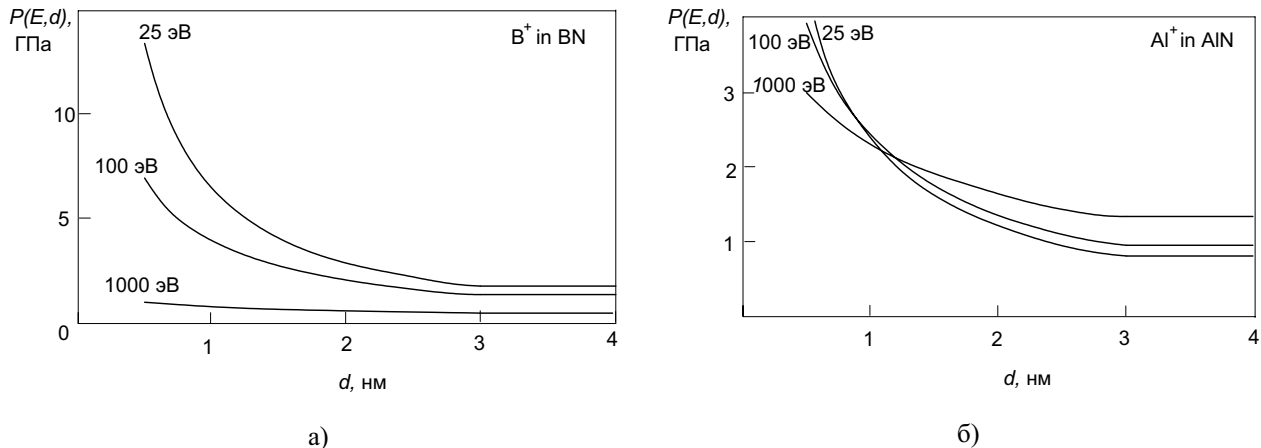 P(E,d),
ГПа
25 эВ
B+ in BN
10
100 эВ
5
1000 эВ
0
1
2
3
4
d, нм
а)
P(E,d),
ГПа
25 эВ
100 эВ
Al+ in AlN
3
1000 эВ
2
1
1
2
3
4
d, нм
б)